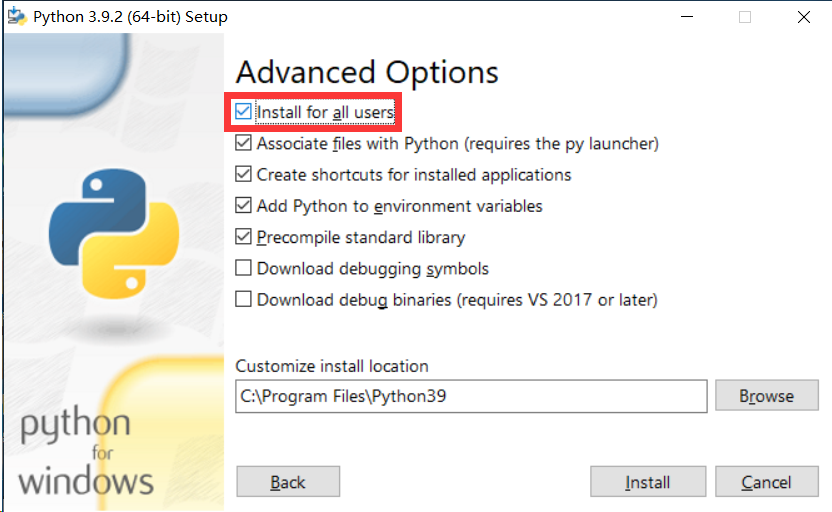 Python 3.9.2 (64-bit) Setup
Advanced Options
Install for all users
Associate files with Python (requires the py launcher)
Create shortcuts for installed applications
Add Python to environment variables
Precompile standard library
Download debugging symbols
Download debug binaries (requires VS 2017 or later)
Customize install location
C:\Program Files\Python39
Browse
python
for
windows
Back
Install
Cancel